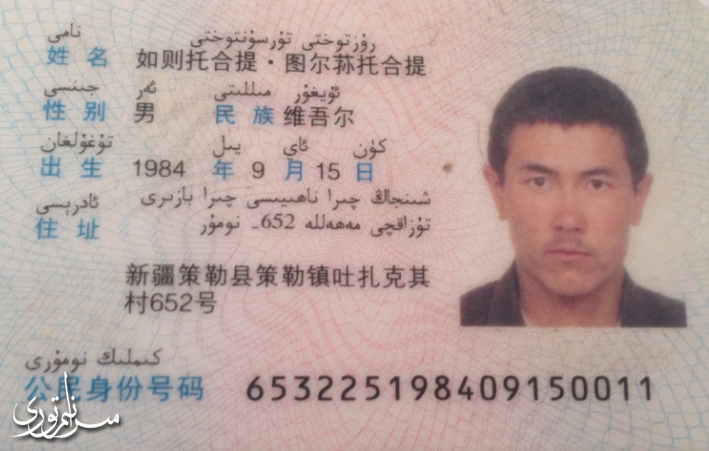 نامى روزتوختى تۇرسۇنتوختى
姓 名 如则托合提·图尔荪托合提
جىنسى ئەر ئۇيغۇر مىللىتى
性 别 男 民 族 维吾尔
تۇغۇلغان يىل ئاي كۈن
出 生 1984 年 9 月 15 日
ئادرېسى شىنجاڭ چىرا ناھىيىسى چىرا بازىرى
住 址 تۇزاقچى مەھەللە 652- نومۇر
新疆策勒县策勒镇吐扎克其
村652号
كىملىك نومۇرى
公民身份号码 653225198409150011